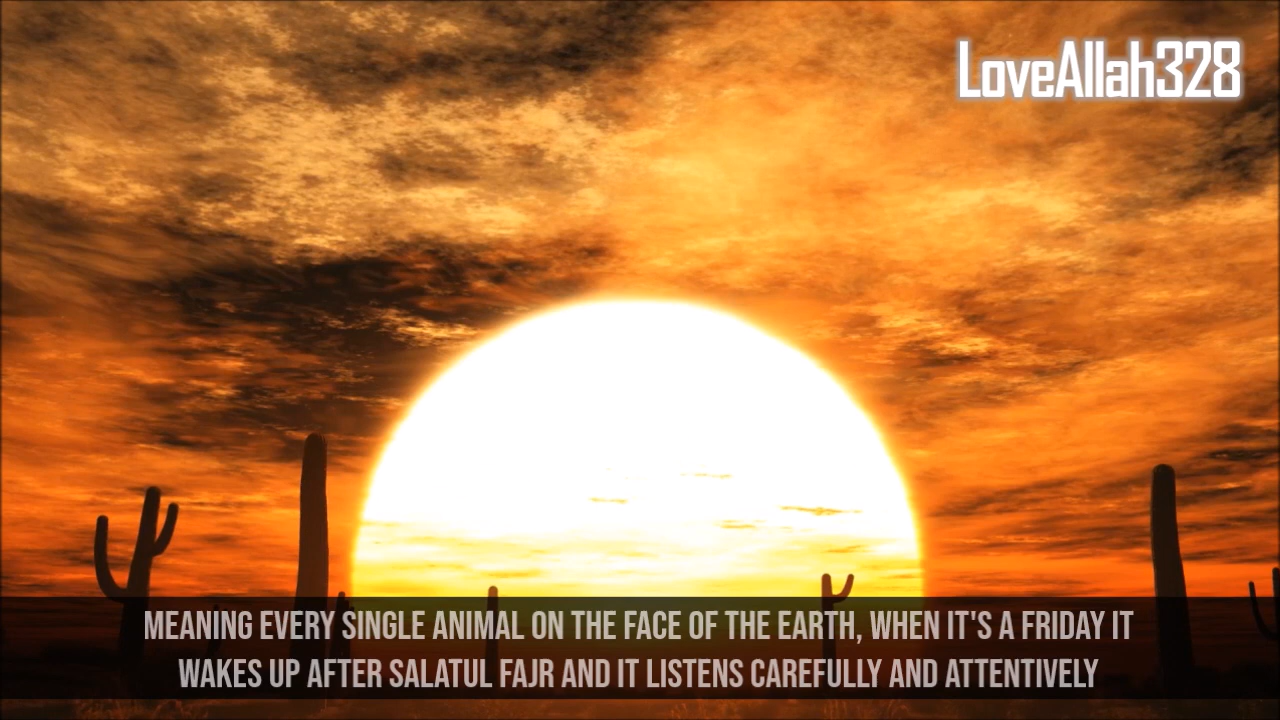 LoveAllah328
MEANING EVERY SINGLE ANIMAL ON THE FACE OF THE EARTH, WHEN IT'S A FRIDAY IT
WAKES UP AFTER SALATUL FAJR AND IT LISTENS CAREFULLY AND ATTENTIVELY